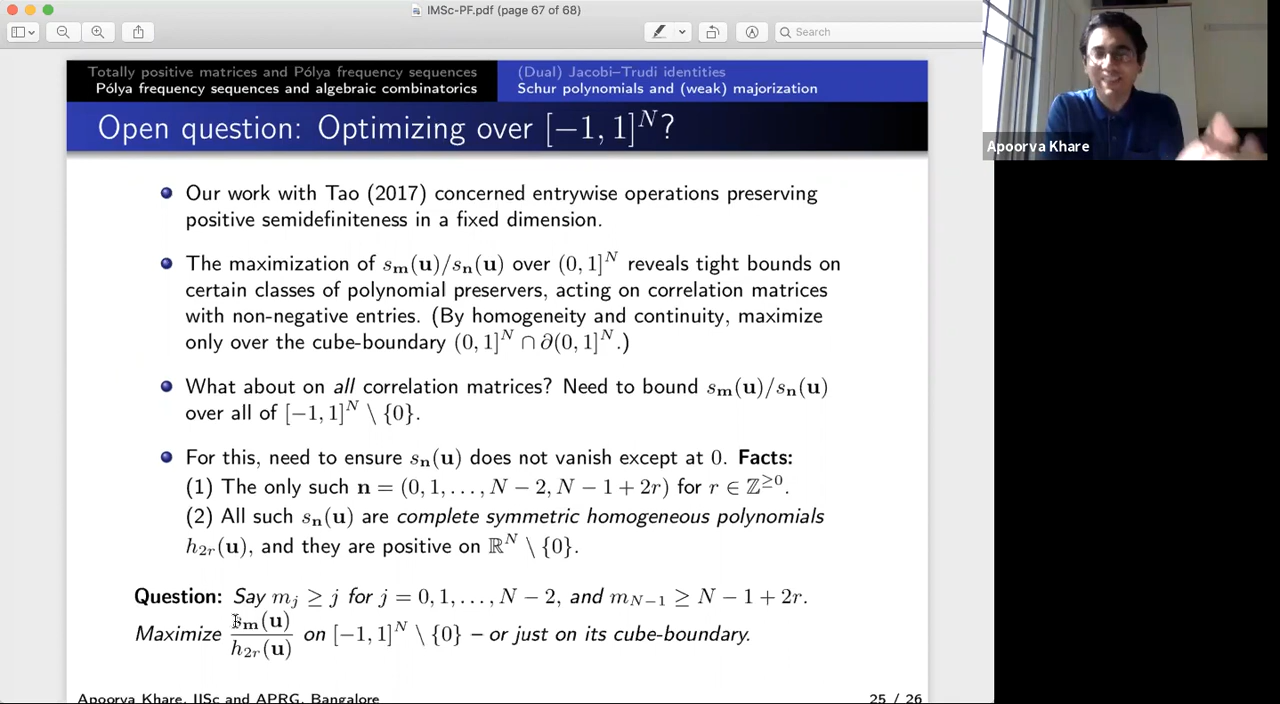 IMSc-PF.pdf (page 67 of 68)
Search
Totally positive matrices and Pólya frequency sequences
Pólya frequency sequences and algebraic combinatorics
(Dual) Jacobi–Trudi identities
Schur polynomials and (weak) majorization
Open question: Optimizing over [−1, 1]^N?
Our work with Tao (2017) concerned entrywise operations preserving
positive semidefiniteness in a fixed dimension.
The maximization of s_m(u)/s_n(u) over (0, 1]^N reveals tight bounds on
certain classes of polynomial preservers, acting on correlation matrices
with non-negative entries. (By homogeneity and continuity, maximize
only over the cube-boundary (0, 1]^N ∩ ∂(0, 1]^N.)
What about on all correlation matrices? Need to bound s_m(u)/s_n(u)
over all of [−1, 1]^N \ {0}.
For this, need to ensure s_n(u) does not vanish except at 0. Facts:
(1) The only such n = (0, 1, . . . , N − 2, N − 1 + 2r) for r ∈ ℤ^≥0.
(2) All such s_n(u) are complete symmetric homogeneous polynomials
h_2r(u), and they are positive on ℝ^N \ {0}.
Question: Say m_j ≥ j for j = 0, 1, . . . , N − 2, and m_N−1 ≥ N − 1 + 2r.
Maximize s_m(u)/h_2r(u) on [−1, 1]^N \ {0} – or just on its cube-boundary.
Apoorva Khare, IISc and APRG, Bangalore
25 / 26
Apoorva Khare